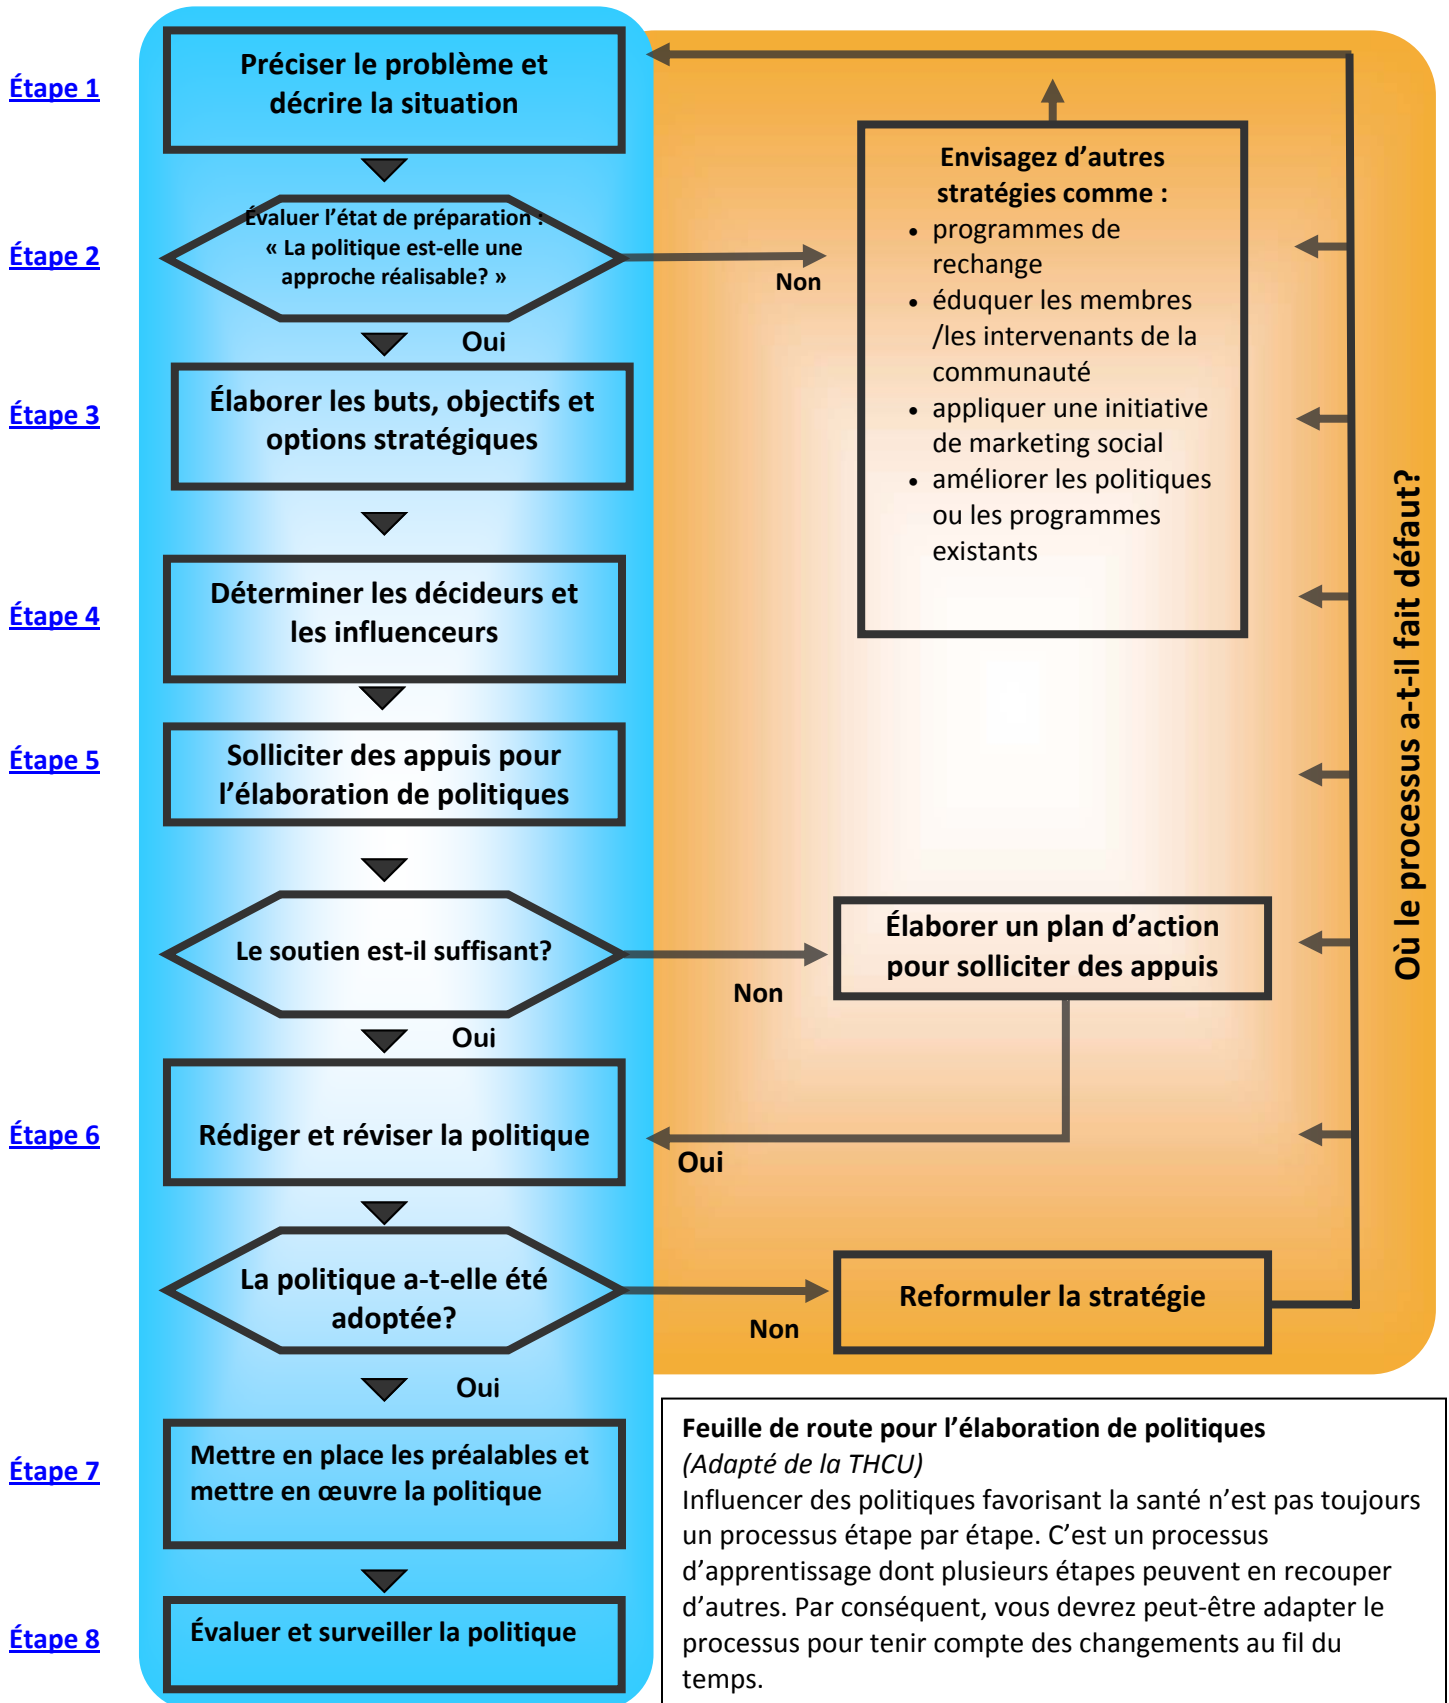 Étape 1
Préciser le problème et
décrire la situation
Étape 2
Évaluer l'état de préparation :
« La politique est-elle une
approche réalisable? »
Non
Envisagez d'autres
stratégies comme :
• programmes de
rechange
• éduquer les membres
/les intervenants de la
communauté
• appliquer une initiative
de marketing social
• améliorer les politiques
ou les programmes
existants
Oui
Étape 3
Élaborer les buts, objectifs et
options stratégiques
Étape 4
Déterminer les décideurs et
les influenceurs
Étape 5
Solliciter des appuis pour
l'élaboration de politiques
Le soutien est-il suffisant?
Non
Élaborer un plan d'action
pour solliciter des appuis
Oui
Étape 6
Rédiger et réviser la politique
Oui
La politique a-t-elle été
adoptée?
Non
Reformuler la stratégie
Où le processus a-t-il fait défaut?
Oui
Étape 7
Mettre en place les préalables et
mettre en œuvre la politique
Étape 8
Évaluer et surveiller la politique
Feuille de route pour l'élaboration de politiques
(Adapté de la THCU)
Influencer des politiques favorisant la santé n'est pas toujours
un processus étape par étape. C'est un processus
d'apprentissage dont plusieurs étapes peuvent en recouper
d'autres. Par conséquent, vous devrez peut-être adapter le
processus pour tenir compte des changements au fil du
temps.